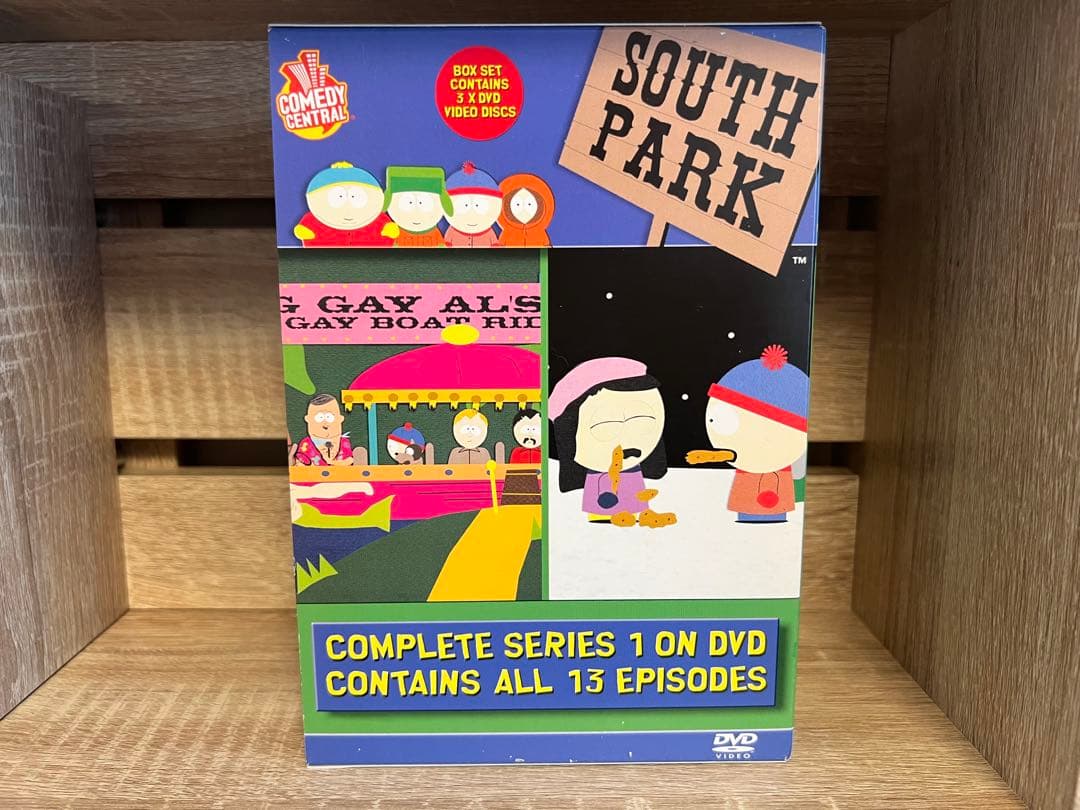 COMEDY
CENTRAL
BOX SET
CONTAINS
3 X DVD
VIDEO DISCS
SOUTH
PARK
TM
G GAY AL'S
GAY BOAT RID
COMPLETE SERIES 1 ON DVD
CONTAINS ALL 13 EPISODES
DVD
VIDEO